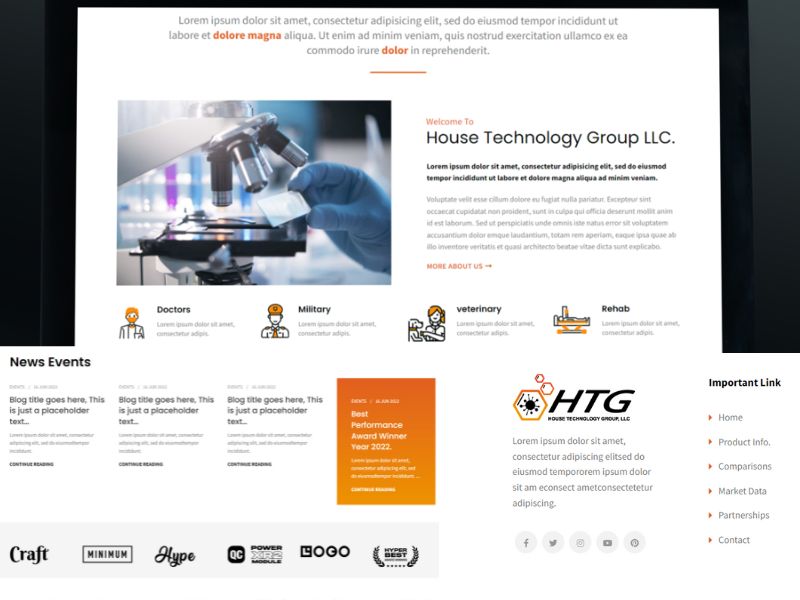 Lorem ipsum dolor sit amet, consectetur adipisicing elit, sed do eiusmod tempor incididunt ut
labore et dolore magna aliqua. Ut enim ad minim veniam, quis nostrud exercitation ullamco ex ea
commodo irure dolor in reprehenderit.
Welcome To
House Technology Group LLC.
Lorem ipsum dolor sit amet, consectetur adipisicing elit, sed do eiusmod
tempor incididunt ut labore et dolore magna aliqua ad minim veniam.
Voluptate velit esse cillum dolore eu fugiat nulla pariatur. Excepteur sint
occaecat cupidatat non proident, sunt in culpa qui officia deserunt mollit anim
id est laborum. Sed ut perspiciatis unde omnis iste natus error sit voluptatem
accusantium dolor emque laudantium, totam rem aperiam, eaque ipsa quae ab
illo inventore veritatis et quasi architecto beatae vitae dicta sunt explicabo.
MORE ABOUT US →
Doctors
Lorem ipsum dolor sit amet,
consectetur adipis.
Military
Lorem ipsum dolor sit amet,
consectetur adipis.
veterinary
Lorem ipsum dolor sit amet,
consectetur adipis.
Rehab
Lorem ipsum dolor sit amet,
consectetur adipis.
News Events
EVENTS / 16 JUN 2022
Blog title goes here, This
is just a placeholder
text...
Lorem ipsum dolor sit amet, consectetur
adipisicing elit, sed do eiusmodtempor
incididunt.
CONTINUE READING
EVENTS / 16 JUN 2022
Blog title goes here, This
is just a placeholder
text...
Lorem ipsum dolor sit amet, consectetur
adipisicing elit, sed do eiusmodtempor
incididunt.
CONTINUE READING
EVENTS / 16 JUN 2022
Blog title goes here, This
is just a placeholder
text...
Lorem ipsum dolor sit amet, consectetur
adipisicing elit, sed do eiusmodtempor
incididunt.
CONTINUE READING
EVENTS / 16 JUN 2022
Best
Performance
Award Winner
Year 2022.
Lorem ipsum dolor sit amet,
consectetur adipisicing elit, sed
do eiusmodtempor incididunt. ...
CONTINUE READING
Craft
MINIMUM
Hype
QC POWER
XR2
MODULE
LOGO
HYPER
BEST
HTG
HOUSE TECHNOLOGY GROUP, LLC
Lorem ipsum dolor sit amet,
consectetur adipiscing elitsed do
eiusmod tempororem ipsum dolor
sit am econsect ametconsectetetur
adipiscing.
Important Link
Home
Product Info.
Comparisons
Market Data
Partnerships
Contact